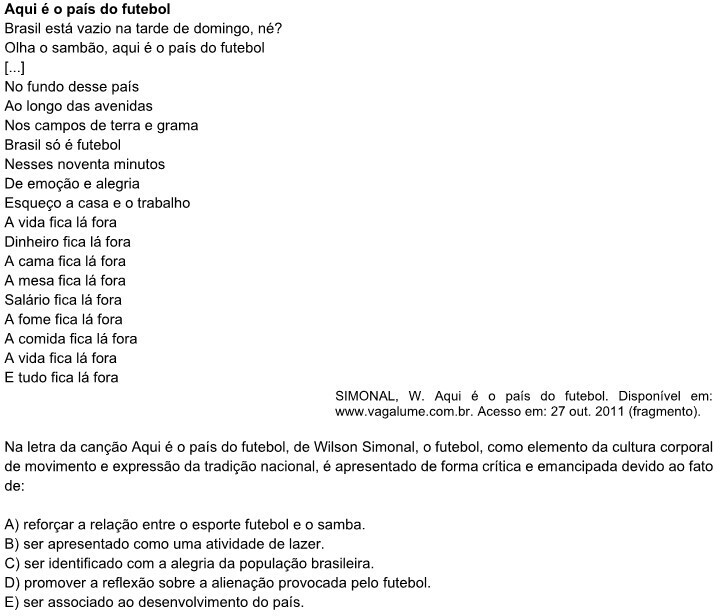 Aqui é o país do futebol
Brasil está vazio na tarde de domingo, né?
Olha o sambão, aqui é o país do futebol
[...]
No fundo desse país
Ao longo das avenidas
Nos campos de terra e grama
Brasil só é futebol
Nesses noventa minutos
De emoção e alegria
Esqueço a casa e o trabalho
A vida fica lá fora
Dinheiro fica lá fora
A cama fica lá fora
A mesa fica lá fora
Salário fica lá fora
A fome fica lá fora
A comida fica lá fora
A vida fica lá fora
E tudo fica lá fora
SIMONAL, W. Aqui é o país do futebol. Disponível em:
www.vagalume.com.br. Acesso em: 27 out. 2011 (fragmento).
Na letra da canção Aqui é o país do futebol, de Wilson Simonal, o futebol, como elemento da cultura corporal
de movimento e expressão da tradição nacional, é apresentado de forma crítica e emancipada devido ao fato
de:
A) reforçar a relação entre o esporte futebol e o samba.
B) ser apresentado como uma atividade de lazer.
C) ser identificado com a alegria da população brasileira.
D) promover a reflexão sobre a alienação provocada pelo futebol.
E) ser associado ao desenvolvimento do país.